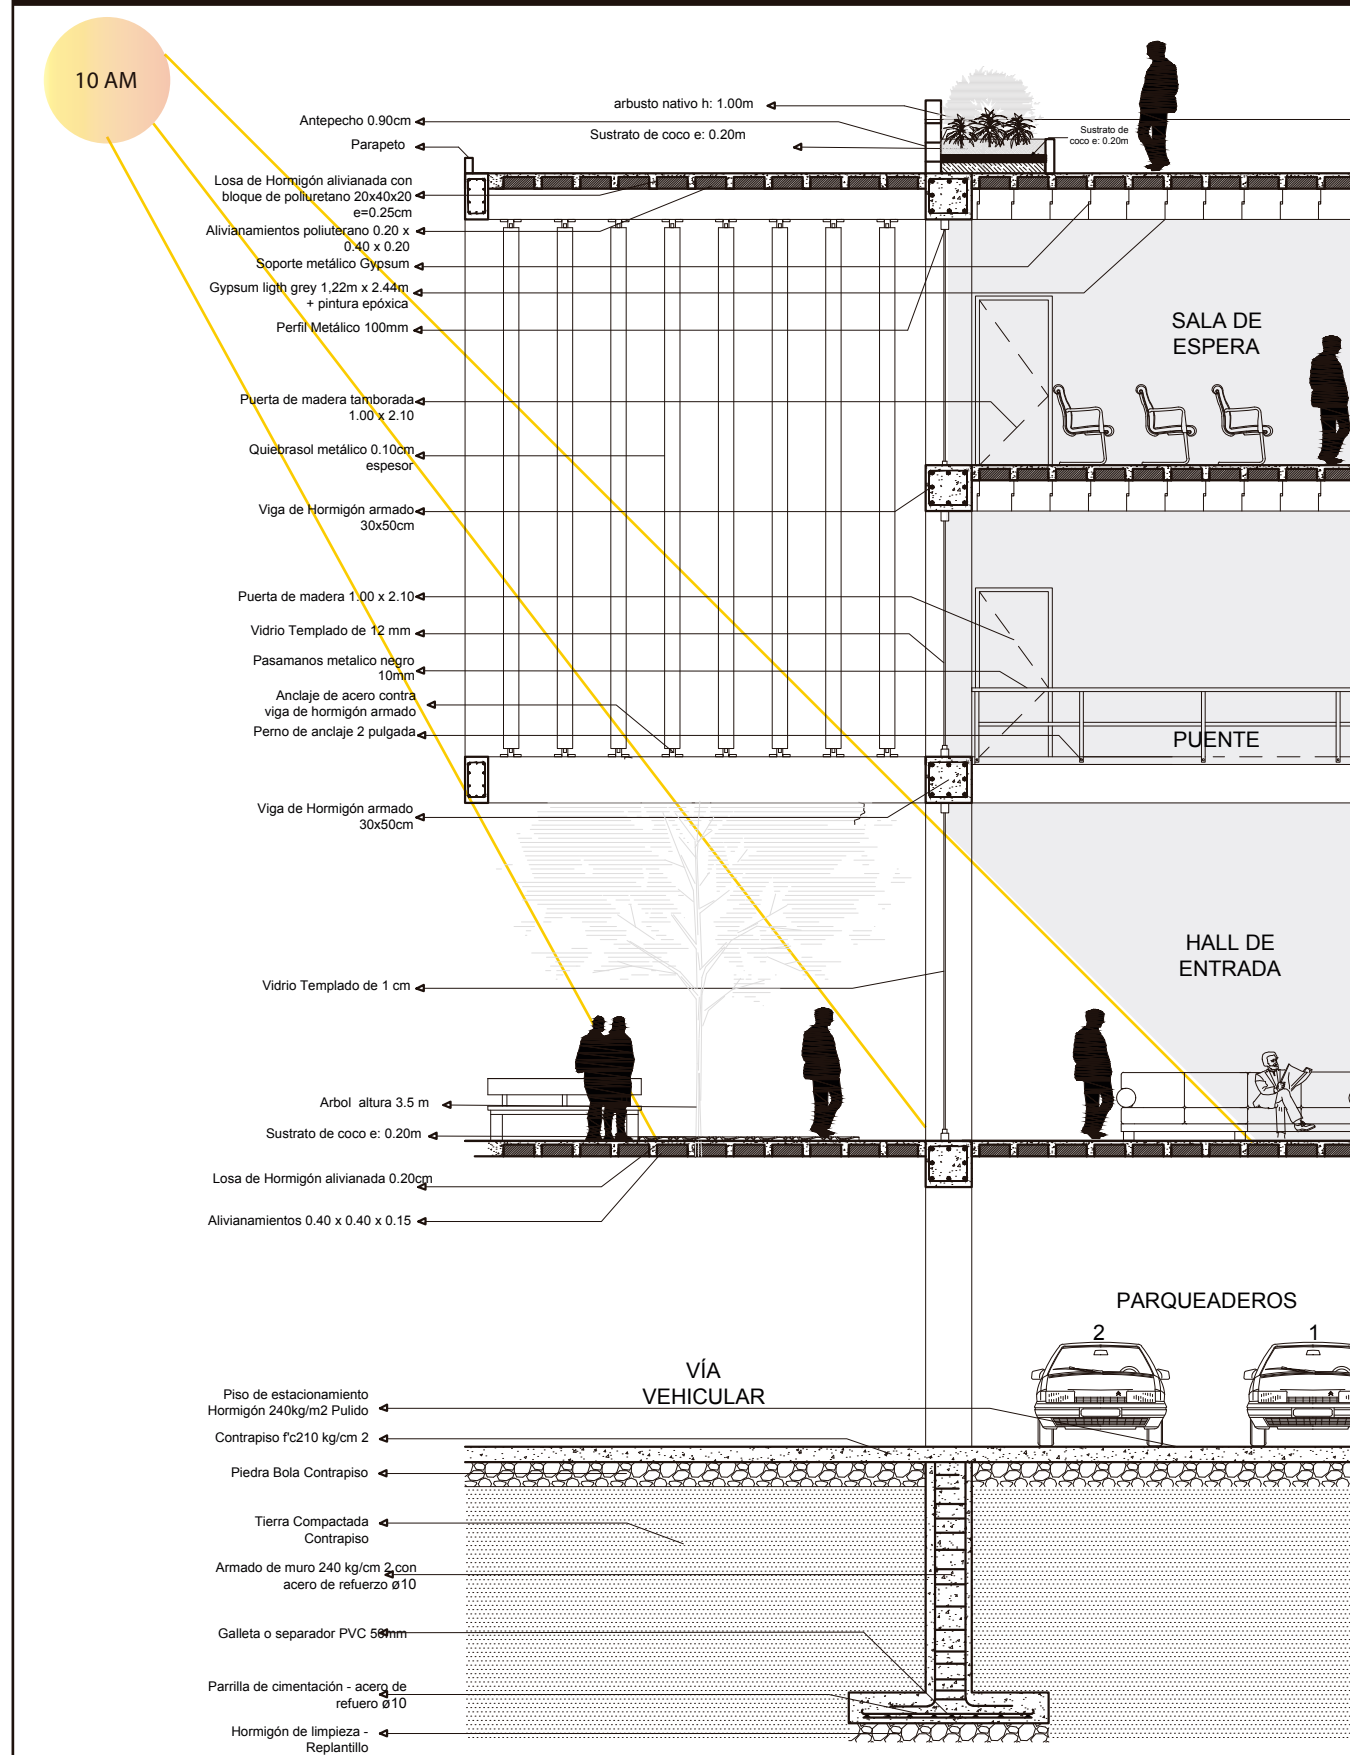 10 AM
arbusto nativo h: 1.00m
Antepecho 0.90cm
Sustrato de coco e: 0.20m
Sustrato de
coco e: 0.20m
Parapeto
Losa de Hormigón alivianada con
bloque de poliuretano 20x40x20
e=0.25cm
Alivianamientos poliuterano 0.20 x
0.40 x 0.20
Soporte metálico Gypsum
Gypsum ligth grey 1,22m x 2.44m
+ pintura epóxica
Perfil Metálico 100mm
SALA DE
ESPERA
Puerta de madera tamborada
1.00 x 2.10
Quiebrasol metálico 0.10cm
espesor
Viga de Hormigón armado
30x50cm
Puerta de madera 1.00 x 2.10
Vidrio Templado de 12 mm
Pasamanos metalico negro
10mm
Anclaje de acero contra
viga de hormigón armado
Perno de anclaje 2 pulgada
PUENTE
Viga de Hormigón armado
30x50cm
HALL DE
ENTRADA
Vidrio Templado de 1 cm
Arbol altura 3.5 m
Sustrato de coco e: 0.20m
Losa de Hormigón alivianada 0.20cm
Alivianamientos 0.40 x 0.40 x 0.15
PARQUEADEROS
2
1
VÍA
VEHICULAR
Piso de estacionamiento
Hormigón 240kg/m2 Pulido
Contrapiso f'c210 kg/cm 2
Piedra Bola Contrapiso
Tierra Compactada
Contrapiso
Armado de muro 240 kg/cm 2 con
acero de refuerzo ø10
Galleta o separador PVC 50mm
Parrilla de cimentación - acero de
refuero ø10
Hormigón de limpieza -
Replantillo